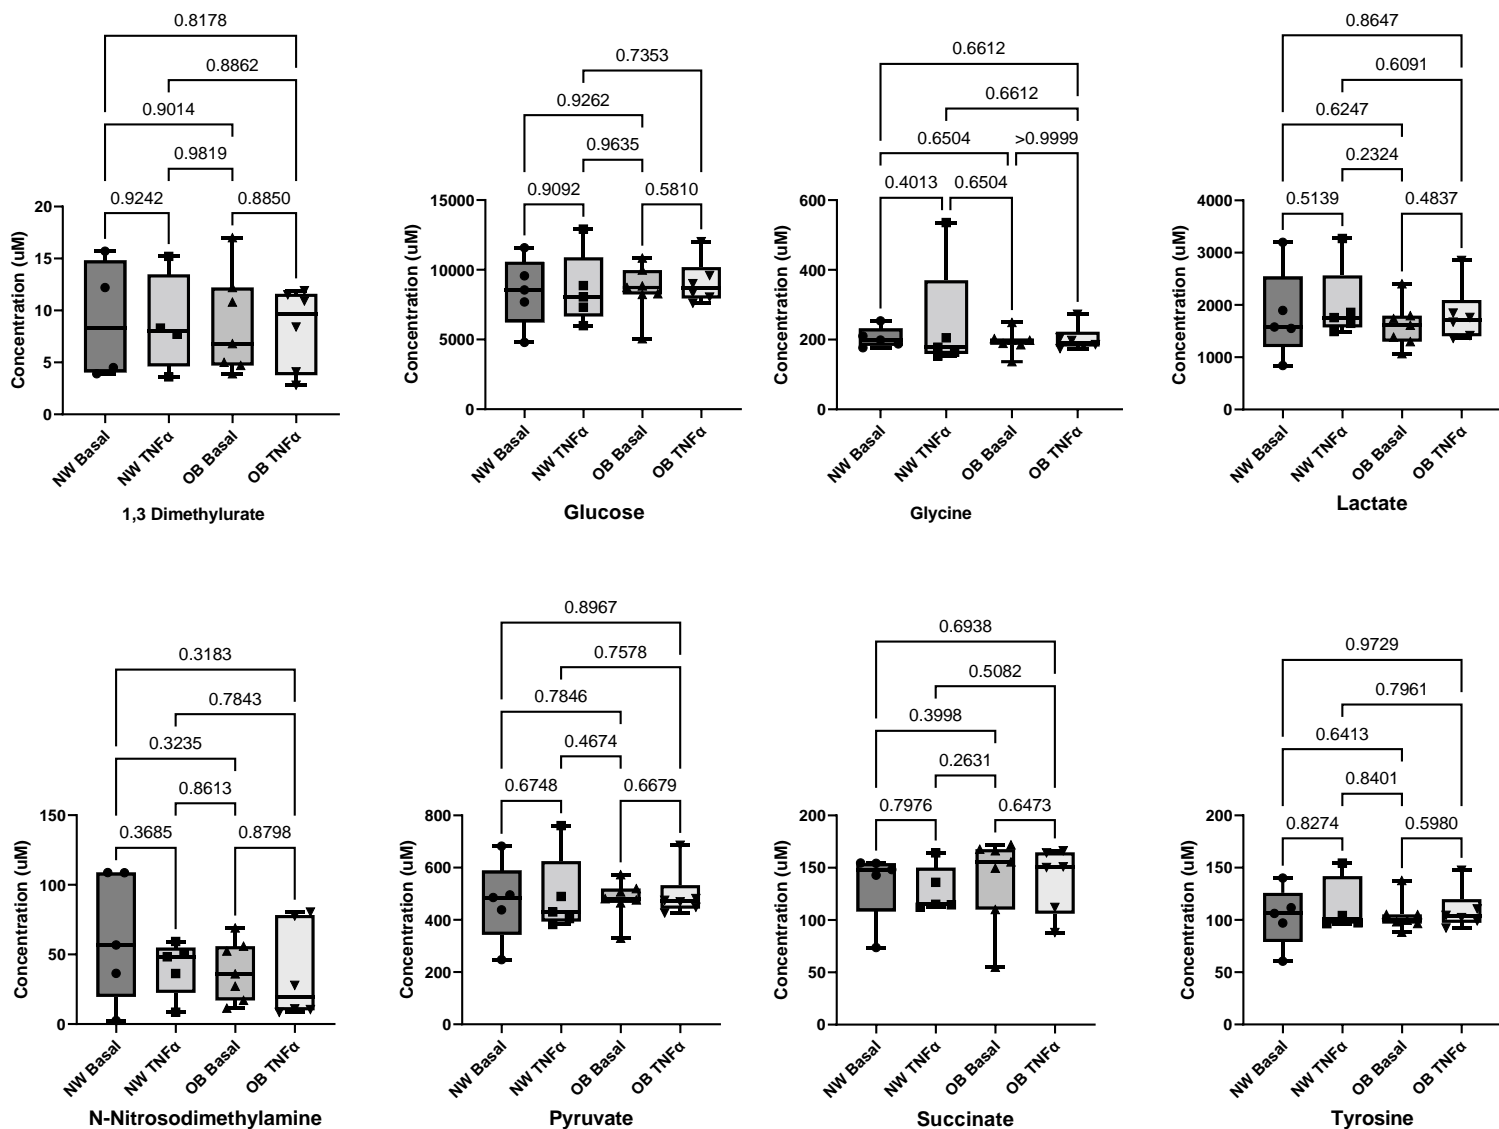 0.8178
0.8862
0.9014
0.9819
0.9242
0.8850
20
15
10
5
0
Concentration (uM)
NW Basal
NW TNFα
OB Basal
OB TNFα
1,3 Dimethylurate
0.7353
0.9262
0.9635
0.9092
0.5810
15000
10000
5000
0
Concentration (uM)
NW Basal
NW TNFα
OB Basal
OB TNFα
Glucose
0.6612
0.6612
0.6504
>0.9999
0.4013
0.6504
600
400
200
0
Concentration (uM)
NW Basal
NW TNFα
OB Basal
OB TNFα
Glycine
0.8647
0.6091
0.6247
0.2324
0.5139
0.4837
4000
3000
2000
1000
0
Concentration (uM)
NW Basal
NW TNFα
OB Basal
OB TNFα
Lactate
0.3183
0.7843
0.3235
0.8613
0.3685
0.8798
150
100
50
0
Concentration (uM)
NW Basal
NW TNFα
OB Basal
OB TNFα
N-Nitrosodimethylamine
0.8967
0.7578
0.7846
0.4674
0.6748
0.6679
800
600
400
200
0
Concentration (uM)
NW Basal
NW TNFα
OB Basal
OB TNFα
Pyruvate
0.6938
0.5082
0.3998
0.2631
0.7976
0.6473
200
150
100
50
0
Concentration (uM)
NW Basal
NW TNFα
OB Basal
OB TNFα
Succinate
0.9729
0.7961
0.6413
0.8401
0.8274
0.5980
200
150
100
50
0
Concentration (uM)
NW Basal
NW TNFα
OB Basal
OB TNFα
Tyrosine